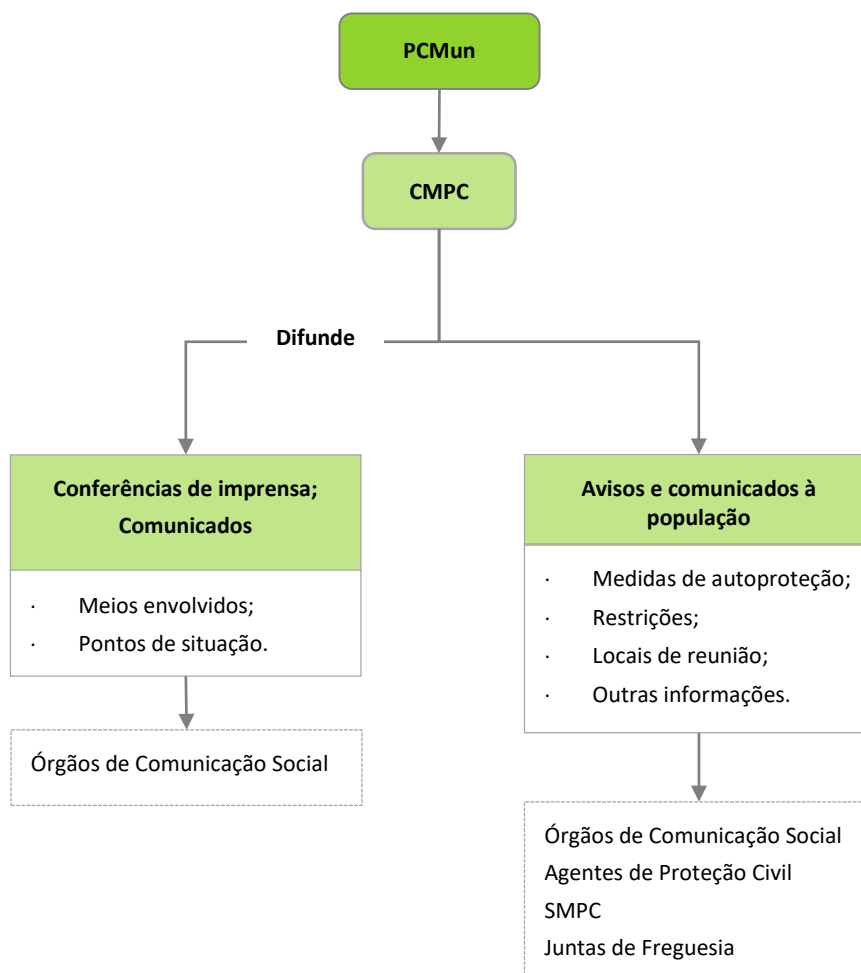 PCMun
CMPC
Difunde
Conferências de imprensa;
Comunicados
· Meios envolvidos;
· Pontos de situação.
Órgãos de Comunicação Social
Avisos e comunicados à
população
· Medidas de autoproteção;
· Restrições;
· Locais de reunião;
· Outras informações.
Órgãos de Comunicação Social
Agentes de Proteção Civil
SMPC
Juntas de Freguesia